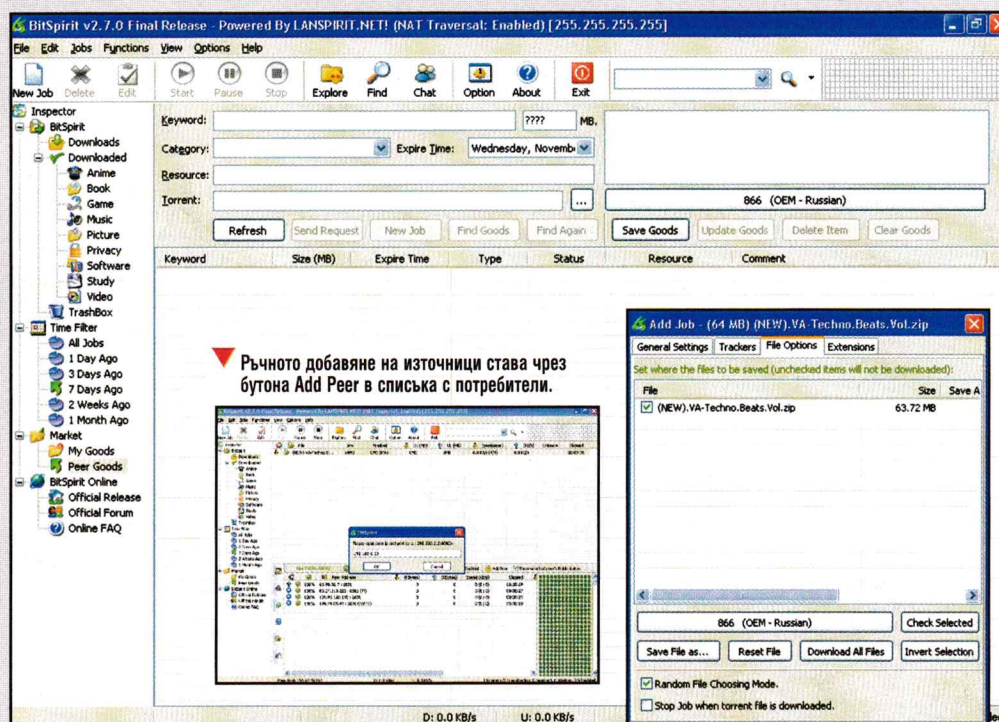 BitSpirit v2.7.0 Final Release - Powered By LANSPIRIT.NET! (NAT Traversal: Enabled) [255.255.255.255]
File Edit Jobs Functions View Options Help
New Job Delete Edit Start Pause Stop Explore Find Chat Option About Exit
Inspector
BitSpirit
Downloads
Downloaded
Anime
Book
Game
Music
Picture
Privacy
Software
Study
Video
TrashBox
Time Filter
All Jobs
1 Day Ago
3 Days Ago
7 Days Ago
2 Weeks Ago
1 Month Ago
Market
My Goods
Peer Goods
BitSpirit Online
Official Release
Official Forum
Online FAQ
Keyword: ???? MB.
Category: Expire Time: Wednesday, Novemb
Resource:
Torrent: ... 866 (OEM - Russian)
Refresh Send Request New Job Find Goods Find Again Save Goods Update Goods Delete Item Clear Goods
Keyword Size (MB) Expire Time Type Status Resource Comment
Ръчното добавяне на източници става чрез
бутона Add Peer в списъка с потребители.
Add Job - (64 MB) (NEW).VA-Techno.Beats.Vol.zip
General Settings Trackers File Options Extensions
Set where the files to be saved (unchecked items will not be downloaded):
File Size Save A
(NEW).VA-Techno.Beats.Vol.zip 63.72 MB
866 (OEM - Russian) Check Selected
Save File as... Reset File Download All Files Invert Selection
Random File Choosing Mode.
Stop Job when torrent file is downloaded.
D: 0.0 KB/s U: 0.0 KB/s